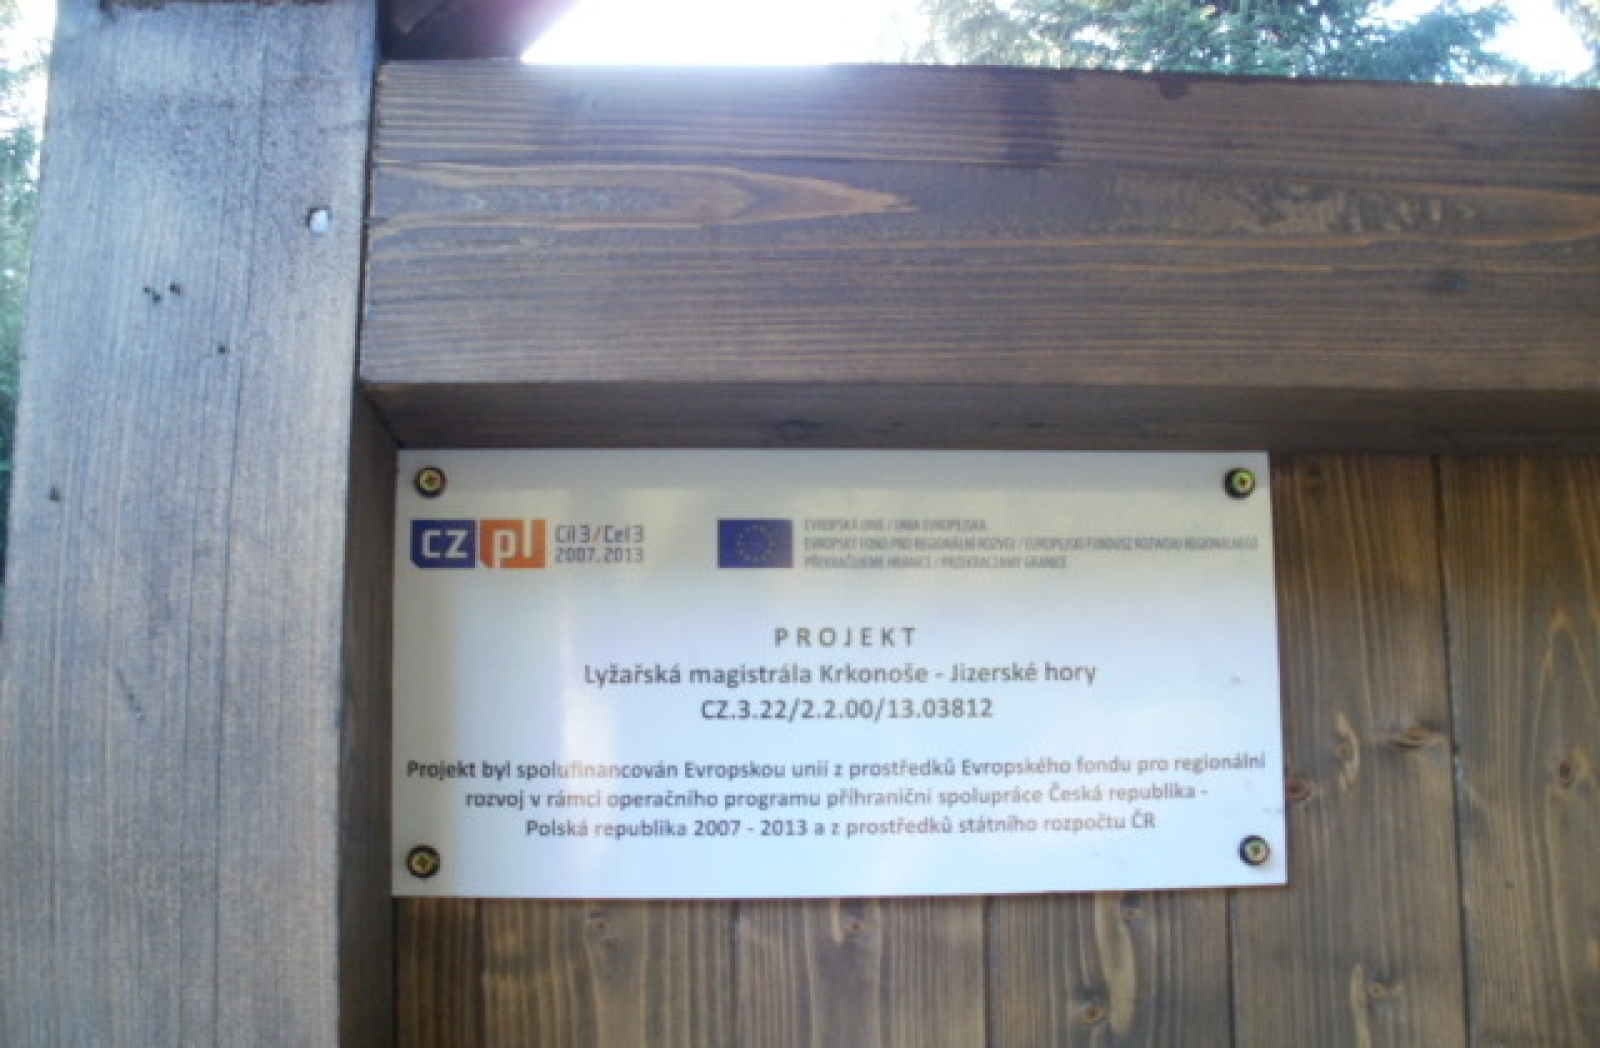 cz pl Cíl 3 / Cel 3
2007.2013
EVROPSKÁ UNIE / UNIA EUROPEJSKA
EVROPSKÝ FOND PRO REGIONÁLNÍ ROZVOJ / EUROPEJSKI FUNDUSZ ROZWOJU REGIONALNEGO
PŘEKRAČUJEME HRANICE / PRZEKRACZAMY GRANICE
PROJEKT
Lyžařská magistrála Krkonoše - Jizerské hory
CZ.3.22/2.2.00/13.03812
Projekt byl spolufinancován Evropskou unií z prostředků Evropského fondu pro regionální
rozvoj v rámci operačního programu příhraniční spolupráce Česká republika -
Polská republika 2007 - 2013 a z prostředků státního rozpočtu ČR